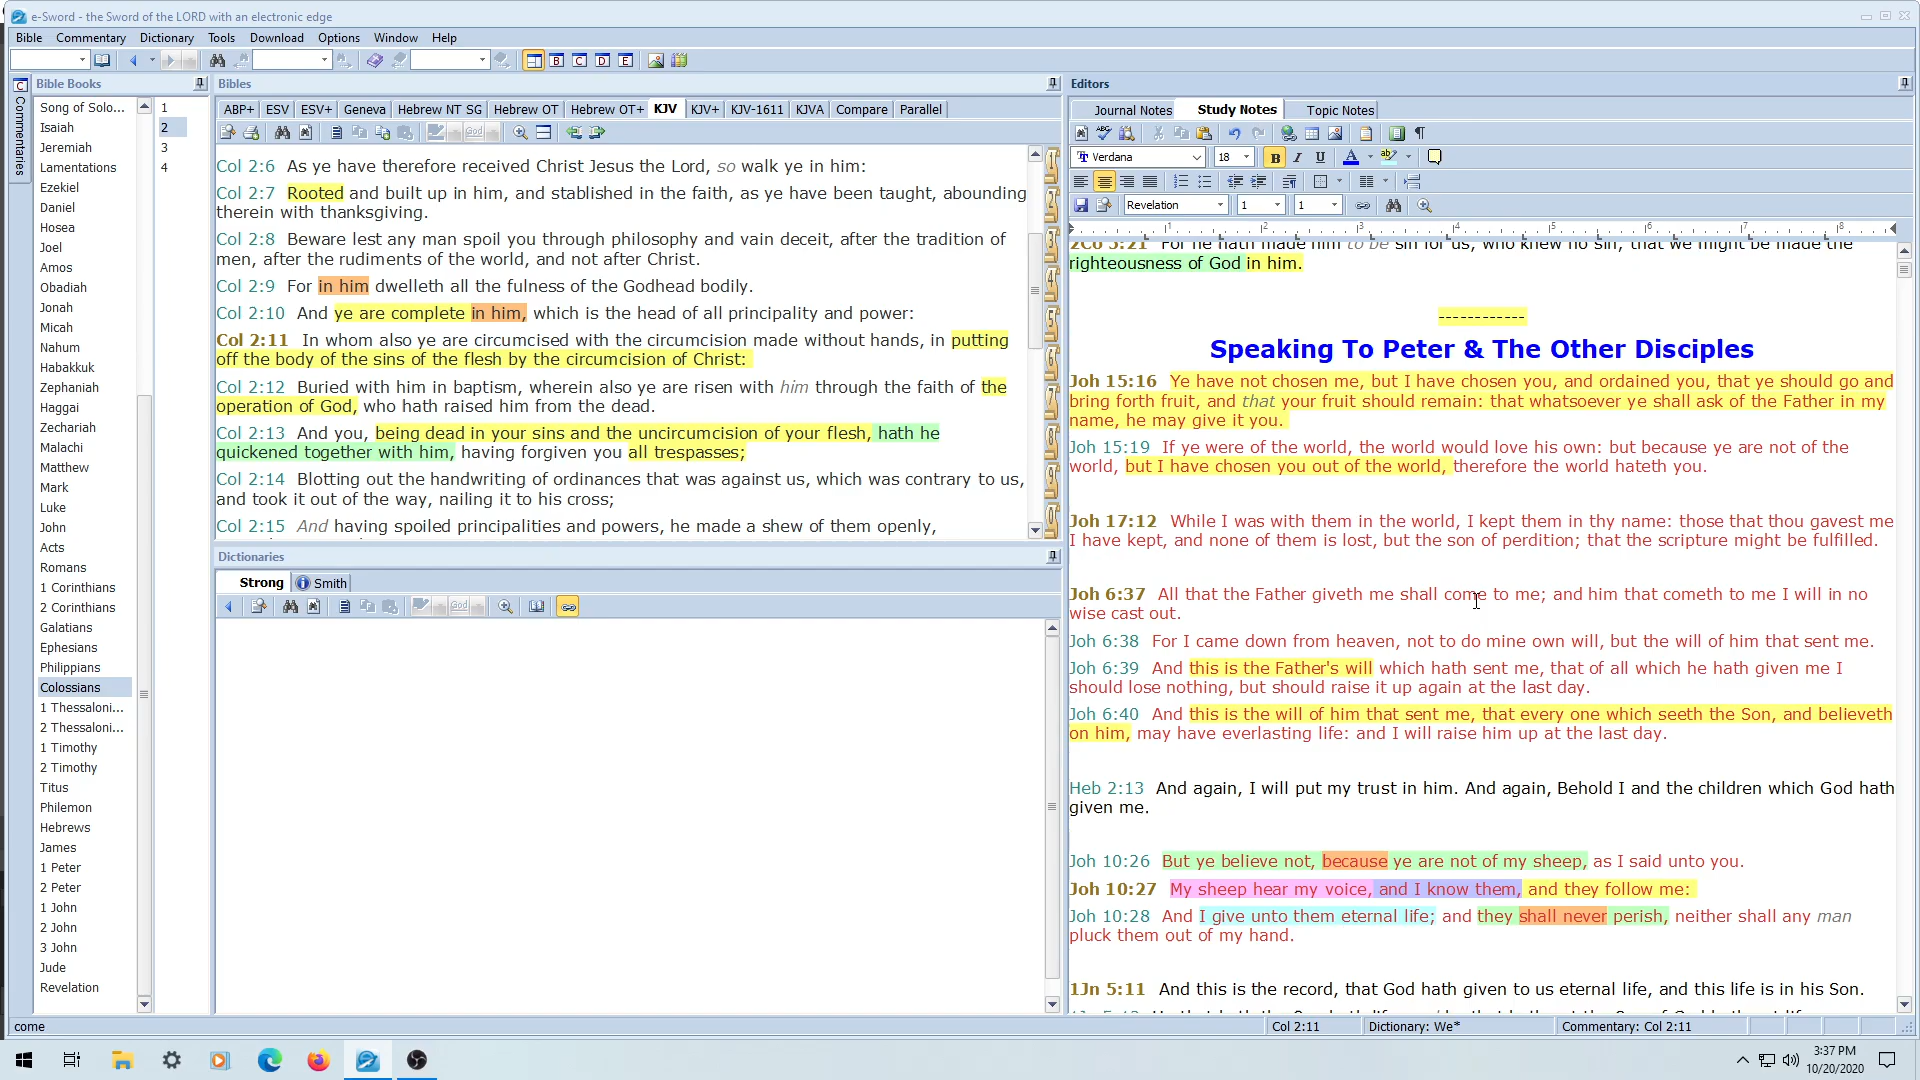 e-Sword - the Sword of the LORD with an electronic edge
Bible Commentary Dictionary Tools Download Options Window Help
B C D E
Commentaries
Bible Books
Song of Solo...
Isaiah
Jeremiah
Lamentations
Ezekiel
Daniel
Hosea
Joel
Amos
Obadiah
Jonah
Micah
Nahum
Habakkuk
Zephaniah
Haggai
Zechariah
Malachi
Matthew
Mark
Luke
John
Acts
Romans
1 Corinthians
2 Corinthians
Galatians
Ephesians
Philippians
Colossians
1 Thessaloni...
2 Thessaloni...
1 Timothy
2 Timothy
Titus
Philemon
Hebrews
James
1 Peter
2 Peter
1 John
2 John
3 John
Jude
Revelation
1
2
3
4
Bibles
ABP+ ESV ESV+ Geneva Hebrew NT SG Hebrew OT Hebrew OT+ KJV KJV+ KJV-1611 KJVA Compare Parallel
Col 2:6 As ye have therefore received Christ Jesus the Lord, so walk ye in him:
Col 2:7 Rooted and built up in him, and stablished in the faith, as ye have been taught, abounding
therein with thanksgiving.
Col 2:8 Beware lest any man spoil you through philosophy and vain deceit, after the tradition of
men, after the rudiments of the world, and not after Christ.
Col 2:9 For in him dwelleth all the fulness of the Godhead bodily.
Col 2:10 And ye are complete in him, which is the head of all principality and power:
Col 2:11 In whom also ye are circumcised with the circumcision made without hands, in putting
off the body of the sins of the flesh by the circumcision of Christ:
Col 2:12 Buried with him in baptism, wherein also ye are risen with him through the faith of the
operation of God, who hath raised him from the dead.
Col 2:13 And you, being dead in your sins and the uncircumcision of your flesh, hath he
quickened together with him, having forgiven you all trespasses;
Col 2:14 Blotting out the handwriting of ordinances that was against us, which was contrary to us,
and took it out of the way, nailing it to his cross;
Col 2:15 And having spoiled principalities and powers, he made a shew of them openly,
Dictionaries
Strong Smith
Editors
Journal Notes Study Notes Topic Notes
Verdana 18 B I U A
Revelation 1 1
1 2 3 4 5 6 7 8
2Co 5:21 For he hath made him to be sin for us, who knew no sin; that we might be made the
righteousness of God in him.
------------
Speaking To Peter & The Other Disciples
Joh 15:16 Ye have not chosen me, but I have chosen you, and ordained you, that ye should go and
bring forth fruit, and that your fruit should remain: that whatsoever ye shall ask of the Father in my
name, he may give it you.
Joh 15:19 If ye were of the world, the world would love his own: but because ye are not of the
world, but I have chosen you out of the world, therefore the world hateth you.
Joh 17:12 While I was with them in the world, I kept them in thy name: those that thou gavest me
I have kept, and none of them is lost, but the son of perdition; that the scripture might be fulfilled.
Joh 6:37 All that the Father giveth me shall come to me; and him that cometh to me I will in no
wise cast out.
Joh 6:38 For I came down from heaven, not to do mine own will, but the will of him that sent me.
Joh 6:39 And this is the Father's will which hath sent me, that of all which he hath given me I
should lose nothing, but should raise it up again at the last day.
Joh 6:40 And this is the will of him that sent me, that every one which seeth the Son, and believeth
on him, may have everlasting life: and I will raise him up at the last day.
Heb 2:13 And again, I will put my trust in him. And again, Behold I and the children which God hath
given me.
Joh 10:26 But ye believe not, because ye are not of my sheep, as I said unto you.
Joh 10:27 My sheep hear my voice, and I know them, and they follow me:
Joh 10:28 And I give unto them eternal life; and they shall never perish, neither shall any man
pluck them out of my hand.
1Jn 5:11 And this is the record, that God hath given to us eternal life, and this life is in his Son.
come
Col 2:11
Dictionary: We*
Commentary: Col 2:11
3:37 PM
10/20/2020